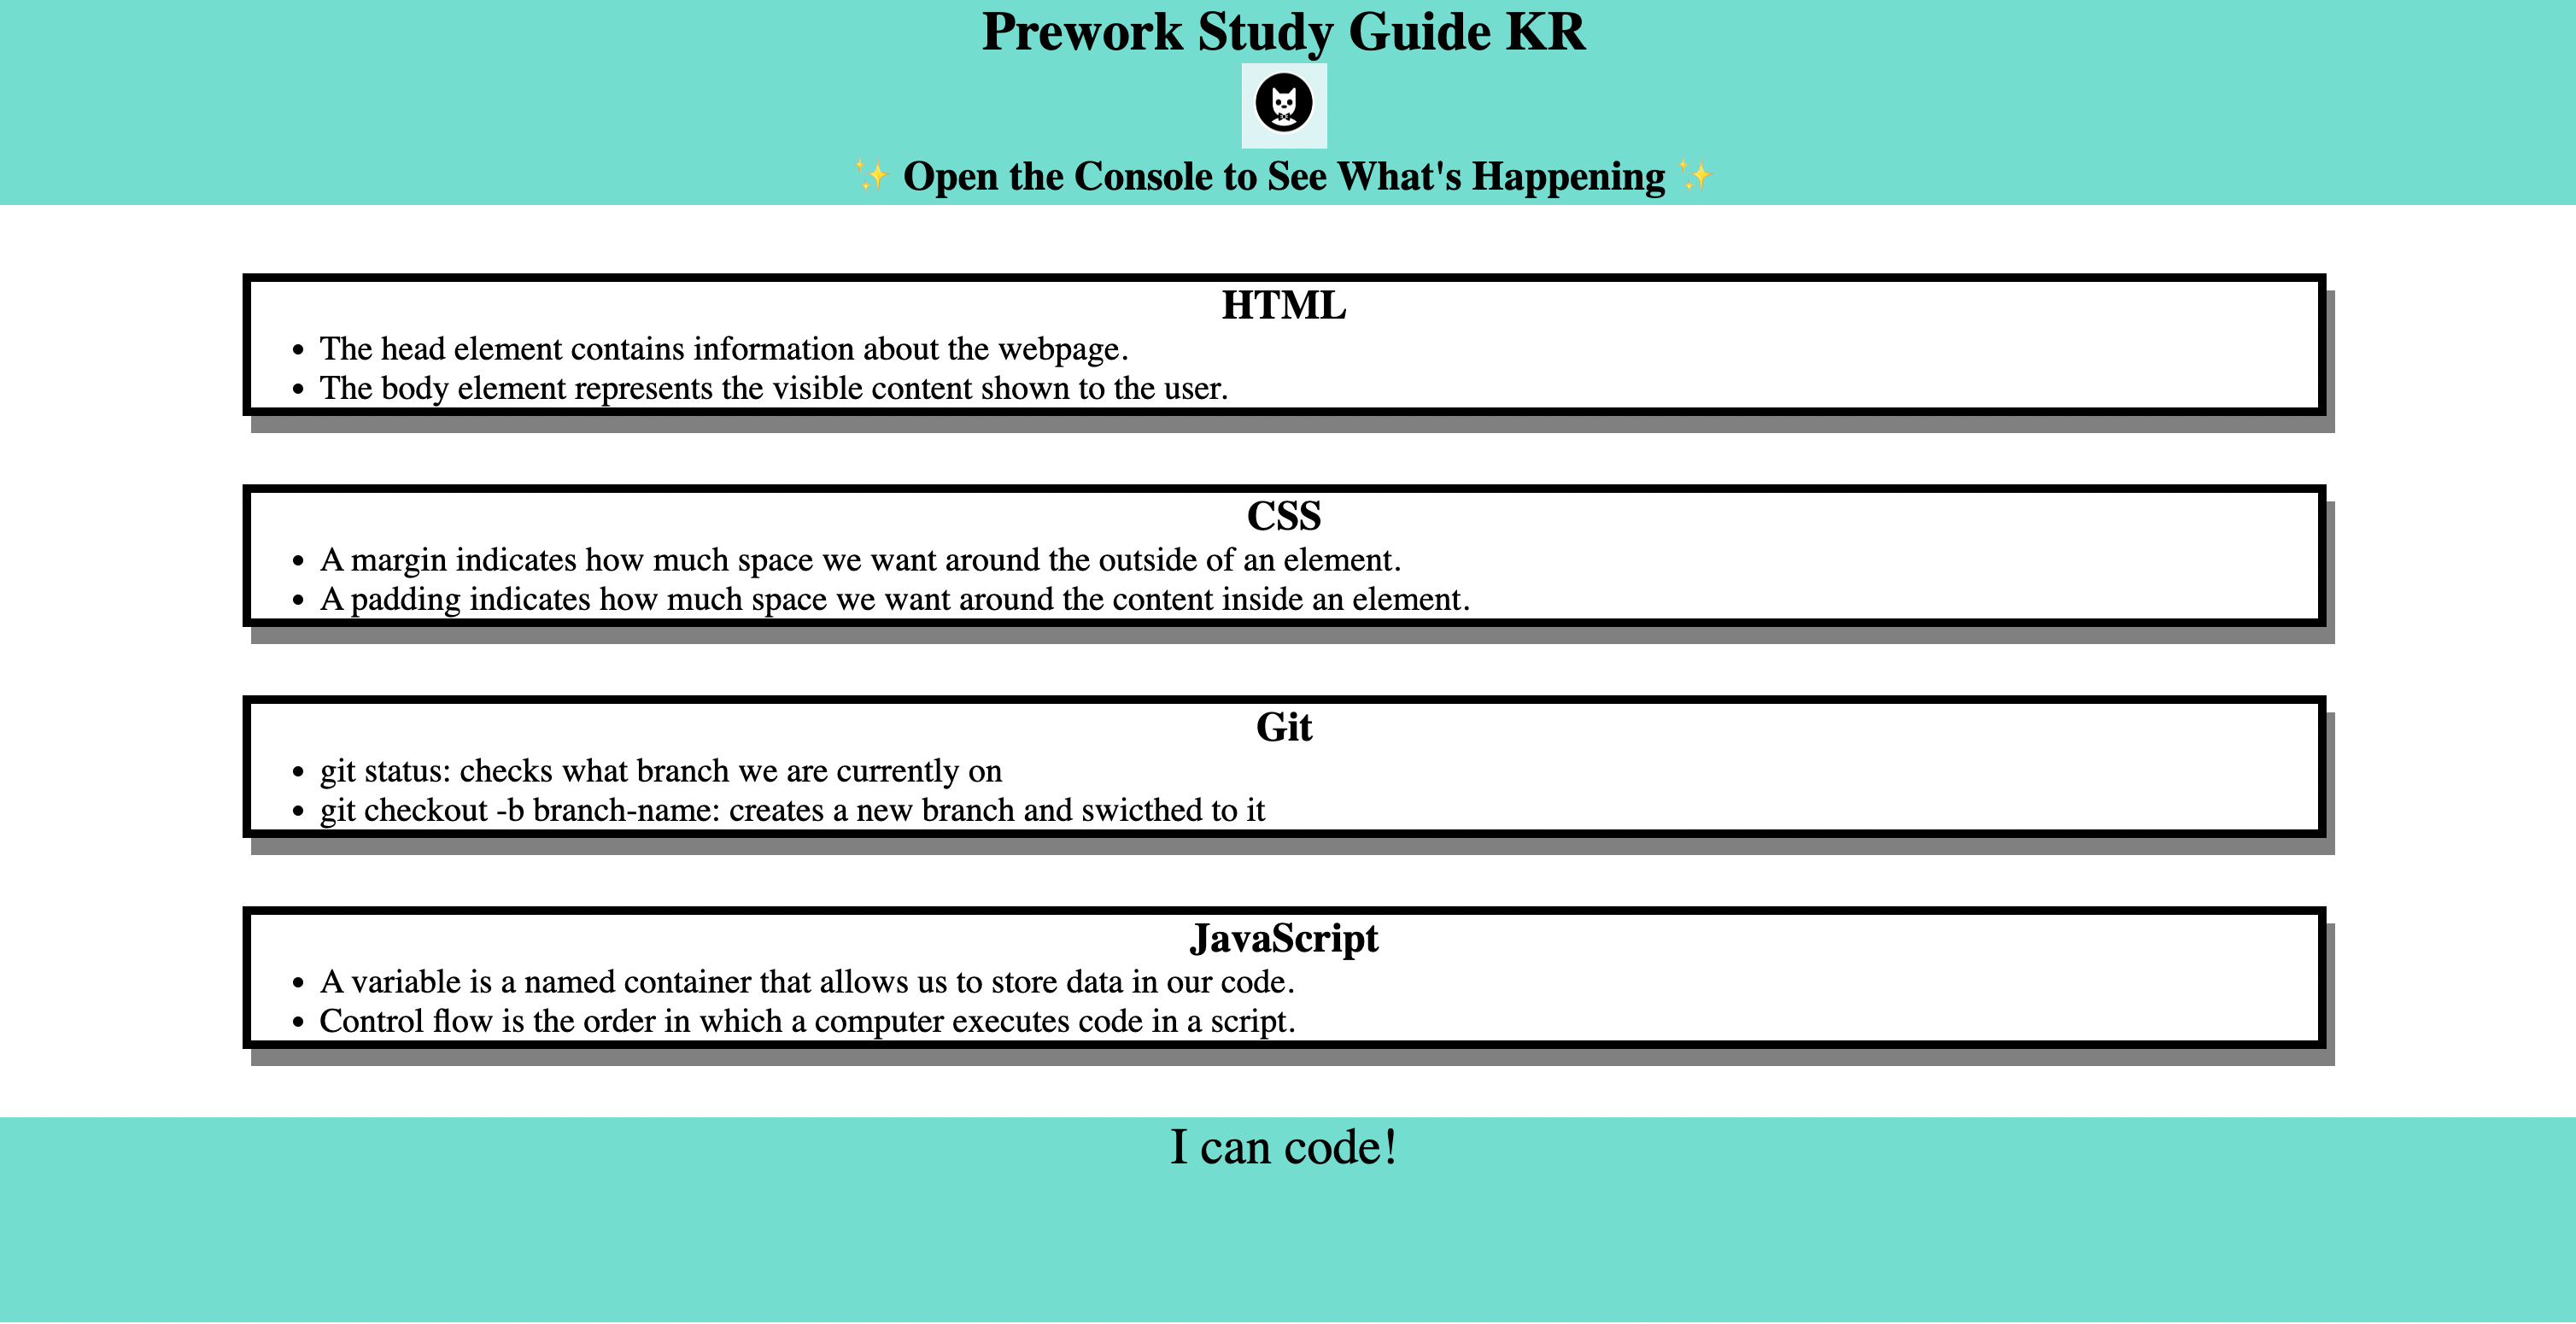 Prework Study Guide KR
✨ Open the Console to See What's Happening ✨
HTML
• The head element contains information about the webpage.
• The body element represents the visible content shown to the user.
CSS
• A margin indicates how much space we want around the outside of an element.
• A padding indicates how much space we want around the content inside an element.
Git
• git status: checks what branch we are currently on
• git checkout -b branch-name: creates a new branch and swicthed to it
JavaScript
• A variable is a named container that allows us to store data in our code.
• Control flow is the order in which a computer executes code in a script.
I can code!